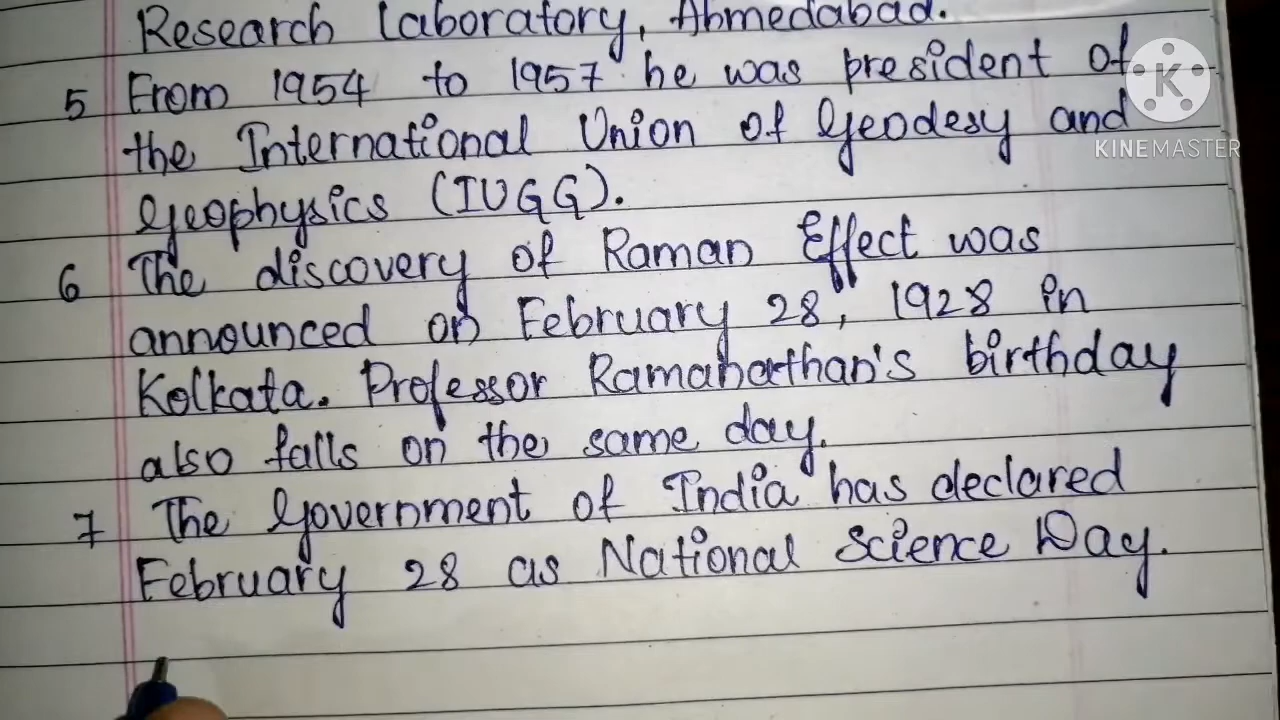 Research Laboratory, Ahmedabad.
5 From 1954 to 1957 he was president of
the International Union of Geodesy and
Geophysics (IUGG).
6 The discovery of Raman Effect was
announced on February 28, 1928 in
Kolkata. Professor Ramanathan's birthday
also falls on the same day.
7 The Government of India has declared
February 28 as National Science Day.
K
KINEMASTER